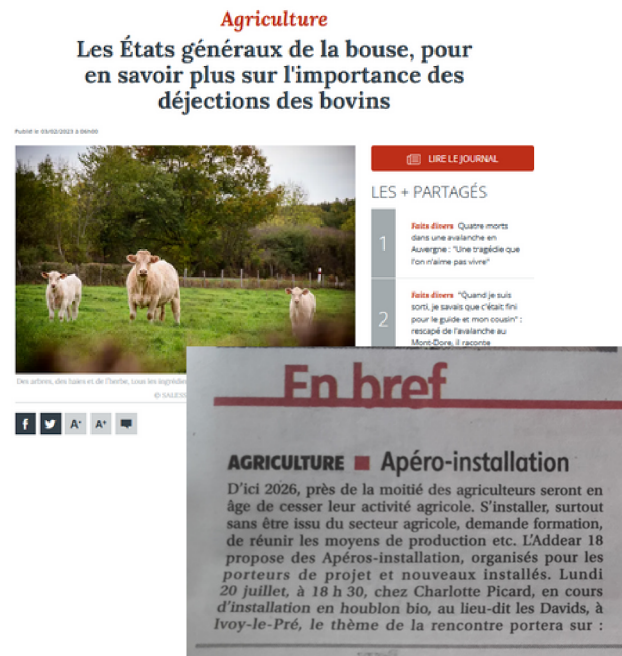 Agriculture
Les États généraux de la bouse, pour
en savoir plus sur l'importance des
déjections des bovins
Publié le 03/02/2023 à 06h00
LIRE LE JOURNAL
LES + PARTAGÉS
1
Faits divers Quatre morts
dans une avalanche en
Auvergne : "Une tragédie que
l'on n'aime pas vivre"
2
Faits divers "Quand je suis
sorti, je savais que c'était fini
pour le guide et mon cousin" :
rescapé de l'avalanche au
Mont-Dore, il raconte
Des arbres, des haies et de l'herbe, tous les
f
A-
A+
En bref
AGRICULTURE ■ Apéro-installation
D'ici 2026, près de la moitié des agriculteurs seront en
âge de cesser leur activité agricole. S'installer, surtout
sans être issu du secteur agricole, demande formation,
de réunir les moyens de production etc. L'Addear 18
propose des Apéros-installation, organisés pour les
porteurs de projet et nouveaux installés. Lundi
20 juillet, à 18 h 30, chez Charlotte Picard, en cours
d'installation en houblon bio, au lieu-dit les Davids, à
Ivoy-le-Pré, le thème de la rencontre portera sur :